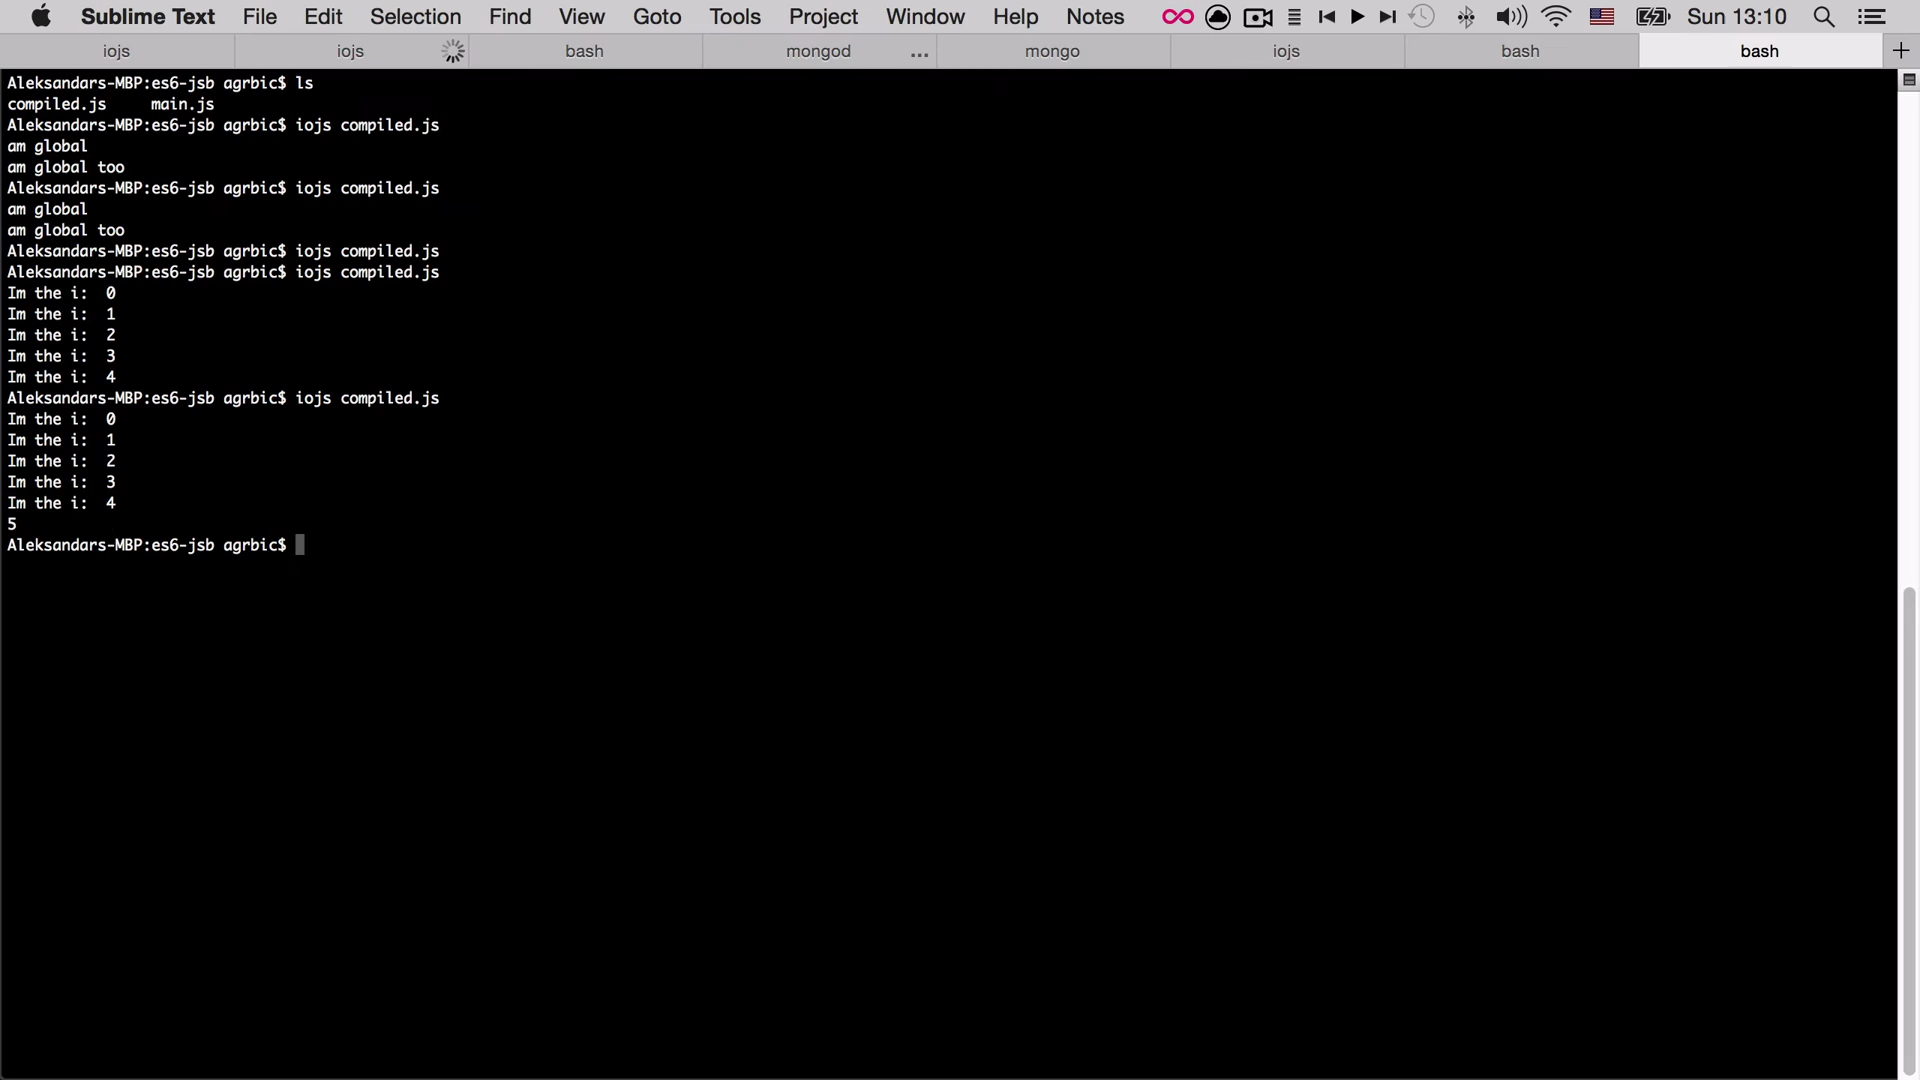 Sublime Text File Edit Selection Find View Goto Tools Project Window Help Notes Sun 13:10
iojs iojs bash mongod ... mongo iojs bash bash +
Aleksandars-MBP:es6-jsb agrbic$ ls
compiled.js main.js
Aleksandars-MBP:es6-jsb agrbic$ iojs compiled.js
am global
am global too
Aleksandars-MBP:es6-jsb agrbic$ iojs compiled.js
am global
am global too
Aleksandars-MBP:es6-jsb agrbic$ iojs compiled.js
Aleksandars-MBP:es6-jsb agrbic$ iojs compiled.js
Im the i:  0
Im the i:  1
Im the i:  2
Im the i:  3
Im the i:  4
Aleksandars-MBP:es6-jsb agrbic$ iojs compiled.js
Im the i:  0
Im the i:  1
Im the i:  2
Im the i:  3
Im the i:  4
5
Aleksandars-MBP:es6-jsb agrbic$